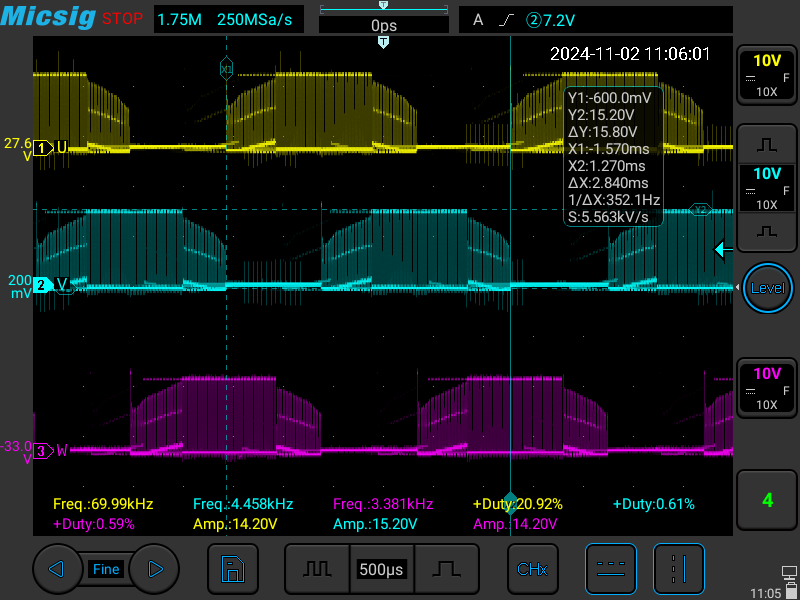 Micsig STOP 1.75M 250MSa/s 0ps A ②7.2V
T
T
2024-11-02 11:06:01
10V
F
10X
X1
Y1:-600.0mV
Y2:15.20V
ΔY:15.80V
X1:-1.570ms
X2:1.270ms
ΔX:2.840ms
1/ΔX:352.1Hz
S:5.563kV/s
27.6
V
1 U
10V
F
10X
X2
200
mV
2 V
Level
10V
F
10X
-33.0
V
3 W
Freq.:69.99kHz Freq.:4.458kHz Freq.:3.381kHz +Duty:20.92% +Duty:0.61%
+Duty:0.59% Amp.:14.20V Amp.:15.20V Amp.:14.20V
4
Fine 500µs CHx
11:05